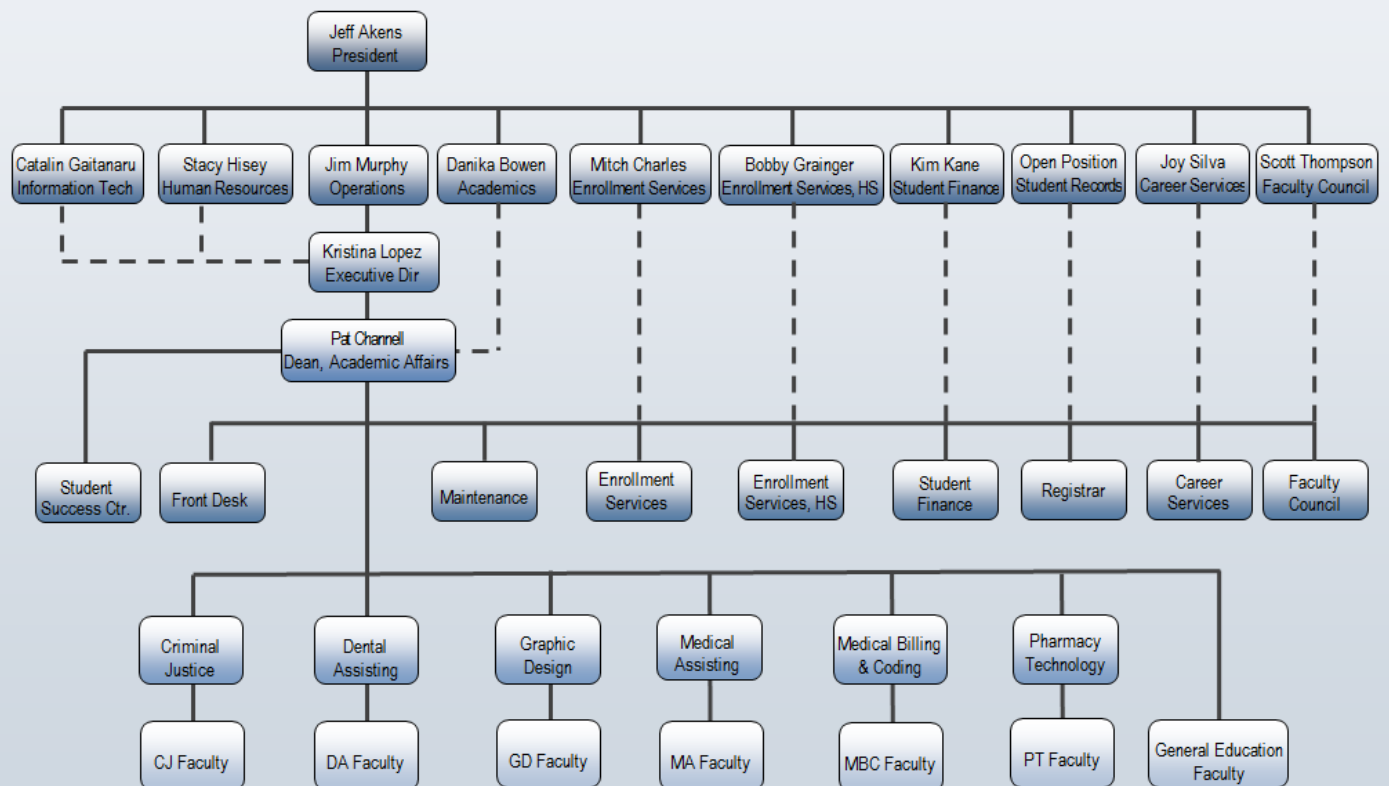 Jeff Akens
President
Catalin Gaitanaru
Information Tech
Stacy Hisey
Human Resources
Jim Murphy
Operations
Danika Bowen
Academics
Mitch Charles
Enrollment Services
Bobby Grainger
Enrollment Services, HS
Kim Kane
Student Finance
Open Position
Student Records
Joy Silva
Career Services
Scott Thompson
Faculty Council
Kristina Lopez
Executive Dir
Pat Channell
Dean, Academic Affairs
Student
Success Ctr.
Front Desk
Maintenance
Enrollment
Services
Enrollment
Services, HS
Student
Finance
Registrar
Career
Services
Faculty
Council
Criminal
Justice
Dental
Assisting
Graphic
Design
Medical
Assisting
Medical Billing
& Coding
Pharmacy
Technology
CJ Faculty
DA Faculty
GD Faculty
MA Faculty
MBC Faculty
PT Faculty
General Education
Faculty